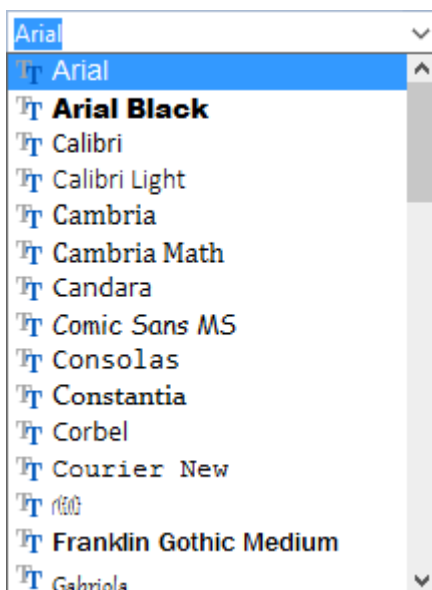 Arial
Arial
Arial Black
Calibri
Calibri Light
Cambria
Cambria Math
Candara
Comic Sans MS
Consolas
Constantia
Corbel
Courier New
Franklin Gothic Medium
Gabriola